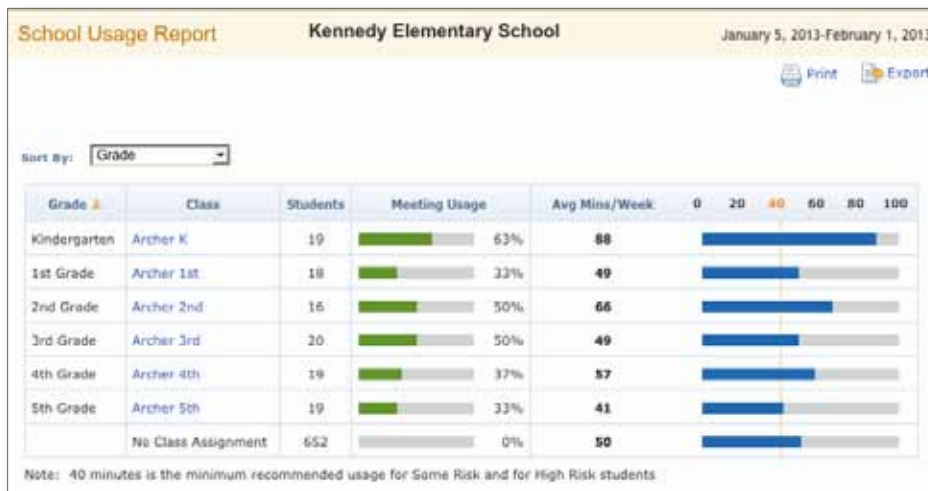 School Usage Report Kennedy Elementary School January 5, 2013-February 1, 2013
Print Export
Sort By: Grade
Grade Class Students Meeting Usage Avg Mins/Week 0 20 40 60 80 100
Kindergarten Archer K 19 63% 88
1st Grade Archer 1st 18 33% 49
2nd Grade Archer 2nd 16 50% 66
3rd Grade Archer 3rd 20 50% 49
4th Grade Archer 4th 19 37% 57
5th Grade Archer 5th 19 33% 41
No Class Assignment 652 0% 50
Note: 40 minutes is the minimum recommended usage for Some Risk and for High Risk students